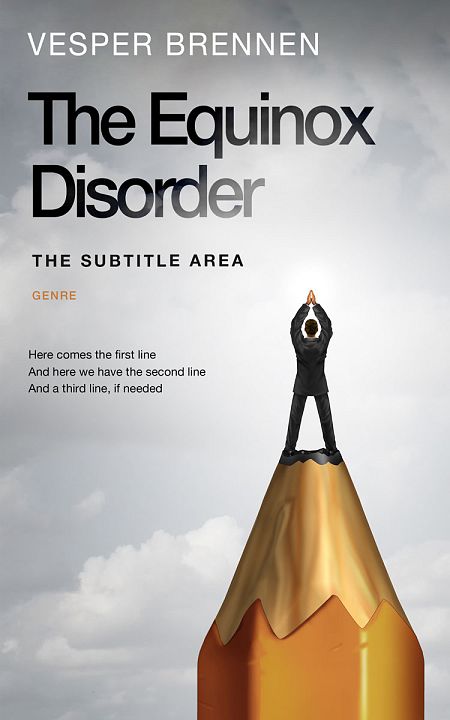 VESPER BRENNEN
The Equinox
Disorder
THE SUBTITLE AREA
GENRE
Here comes the first line
And here we have the second line
And a third line, if needed